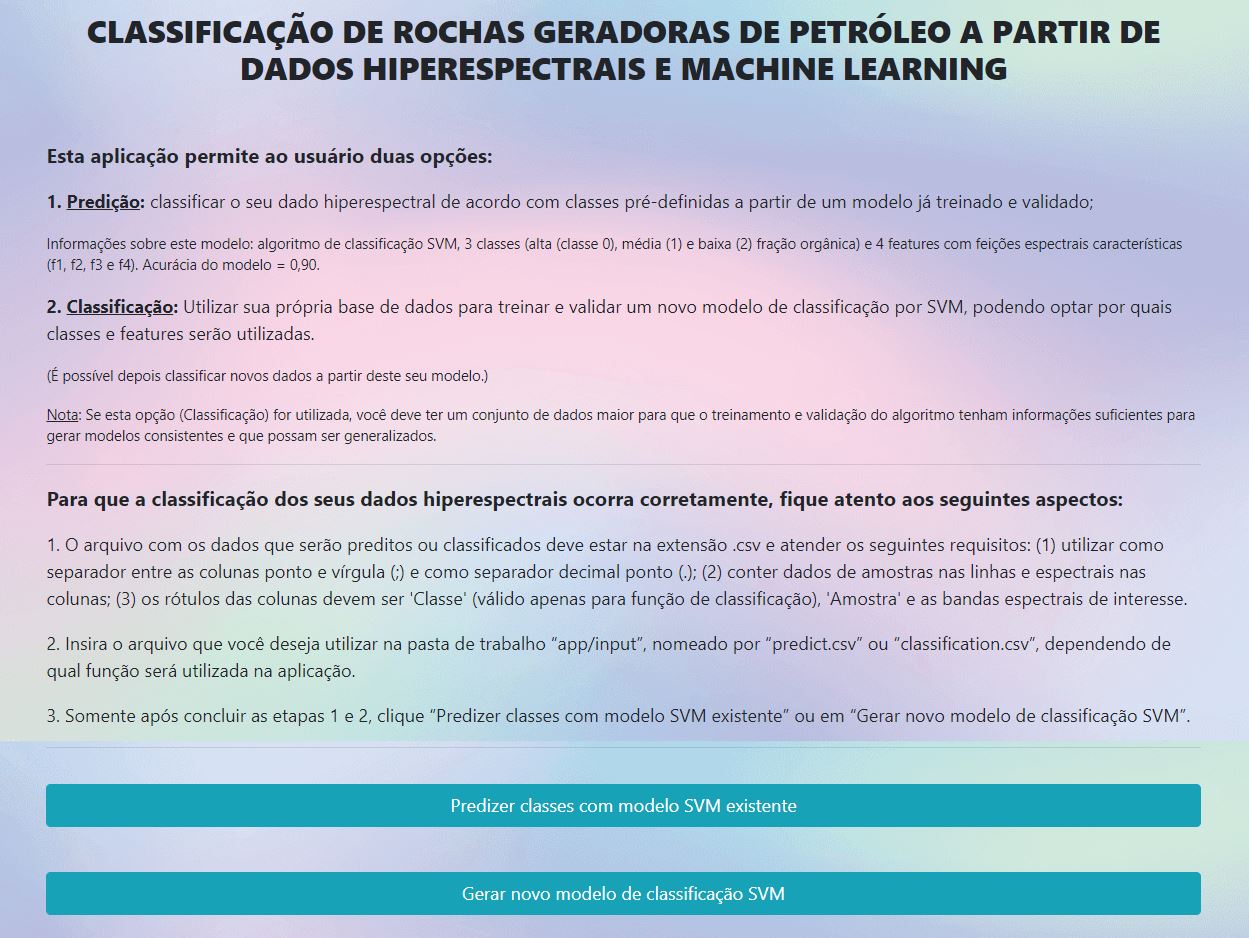 CLASSIFICAÇÃO DE ROCHAS GERADORAS DE PETRÓLEO A PARTIR DE
DADOS HIPERESPECTRAIS E MACHINE LEARNING
Esta aplicação permite ao usuário duas opções:
1. Predição: classificar o seu dado hiperespectral de acordo com classes pré-definidas a partir de um modelo já treinado e validado;
Informações sobre este modelo: algoritmo de classificação SVM, 3 classes (alta (classe 0), média (1) e baixa (2) fração orgânica) e 4 features com feições espectrais características
(f1, f2, f3 e f4). Acurácia do modelo = 0,90.
2. Classificação: Utilizar sua própria base de dados para treinar e validar um novo modelo de classificação por SVM, podendo optar por quais
classes e features serão utilizadas.
(É possível depois classificar novos dados a partir deste seu modelo.)
Nota: Se esta opção (Classificação) for utilizada, você deve ter um conjunto de dados maior para que o treinamento e validação do algoritmo tenham informações suficientes para
gerar modelos consistentes e que possam ser generalizados.
Para que a classificação dos seus dados hiperespectrais ocorra corretamente, fique atento aos seguintes aspectos:
1. O arquivo com os dados que serão preditos ou classificados deve estar na extensão .csv e atender os seguintes requisitos: (1) utilizar como
separador entre as colunas ponto e vírgula (;) e como separador decimal ponto (.); (2) conter dados de amostras nas linhas e espectrais nas
colunas; (3) os rótulos das colunas devem ser 'Classe' (válido apenas para função de classificação), 'Amostra' e as bandas espectrais de interesse.
2. Insira o arquivo que você deseja utilizar na pasta de trabalho “app/input”, nomeado por “predict.csv” ou “classification.csv”, dependendo de
qual função será utilizada na aplicação.
3. Somente após concluir as etapas 1 e 2, clique “Predizer classes com modelo SVM existente” ou em “Gerar novo modelo de classificação SVM”.
Predizer classes com modelo SVM existente
Gerar novo modelo de classificação SVM